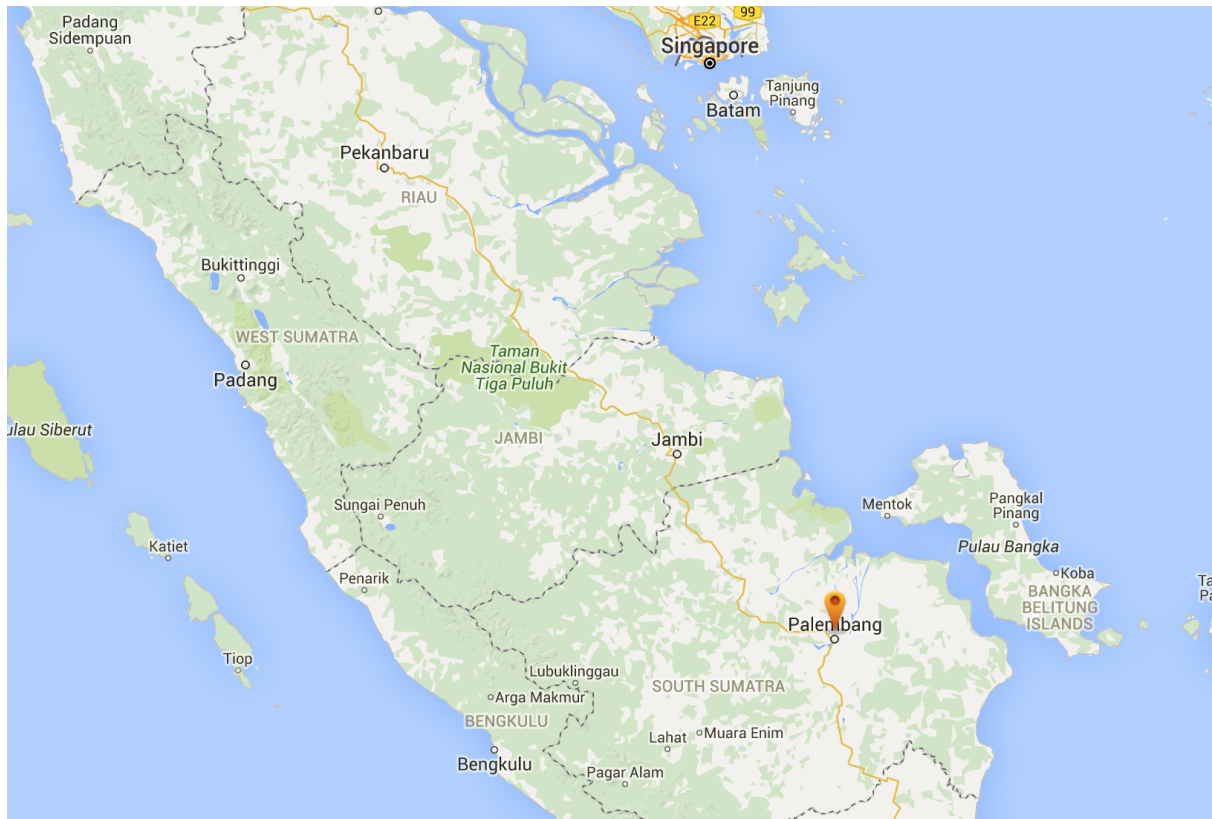 Padang
Sidempuan
E22
99
Singapore
Tanjung
Pinang
Batam
Pekanbaru
RIAU
Bukittinggi
WEST SUMATRA
Taman
Nasional Bukit
Tiga Puluh
Padang
ulau Siberut
JAMBI
Jambi
Sungai Penuh
Mentok
Pangkal
Pinang
Katiet
Pulau Bangka
Penarik
Koba
BANGKA
BELITUNG
ISLANDS
Ta
Pa
Palembang
Tiop
Lubuklinggau
SOUTH SUMATRA
Arga Makmur
BENGKULU
Muara Enim
Lahat
Bengkulu
Pagar Alam